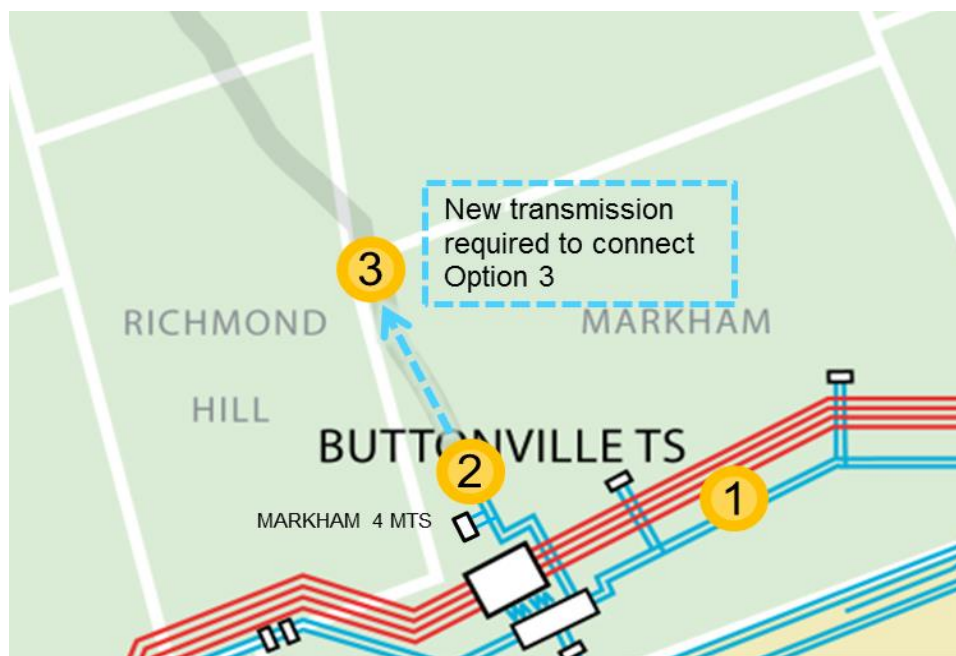 New transmission
required to connect
Option 3
3
RICHMOND
MARKHAM
HILL
BUTTONVILLE TS
2
1
MARKHAM 4 MTS